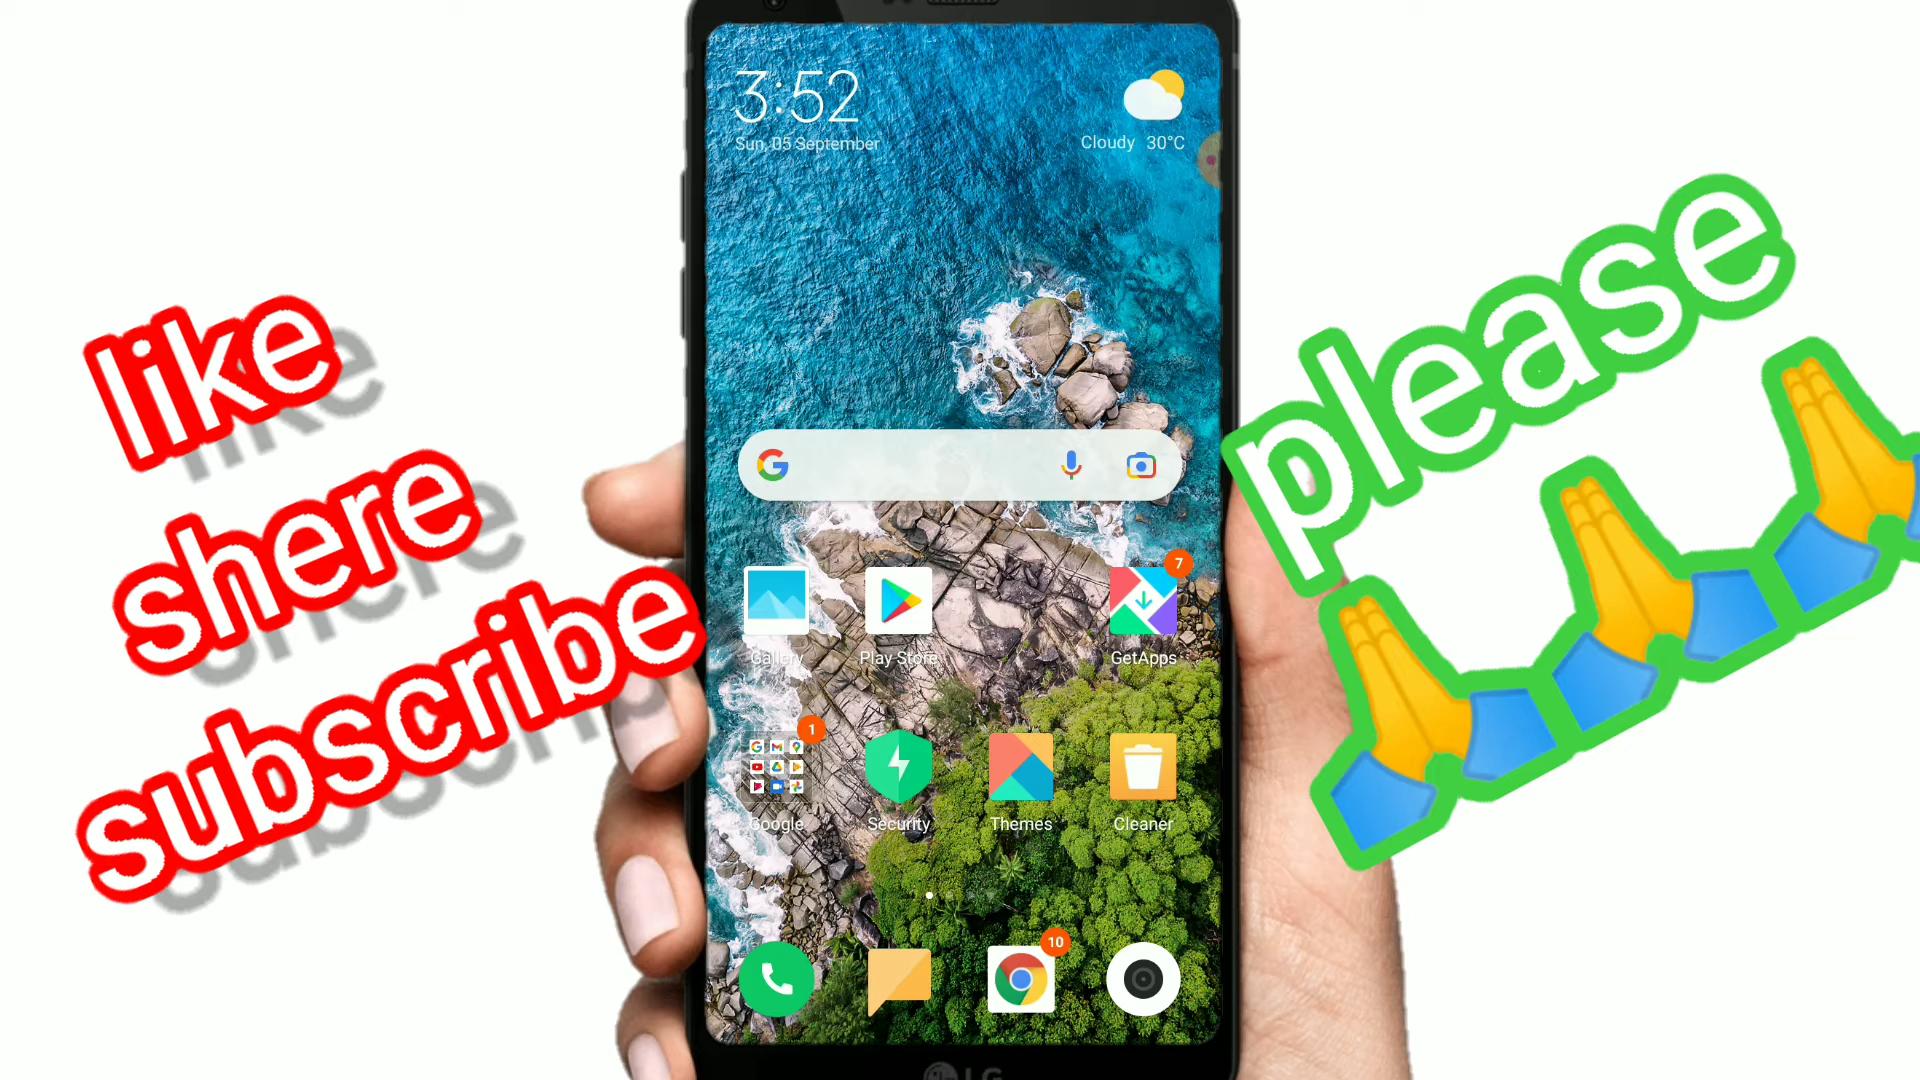 3:52
Sun, 05 September
Cloudy 30°C
like
shere
subscribe
please
Gallery
Play Store
7
GetApps
1
Google
Security
Themes
Cleaner
10
LG